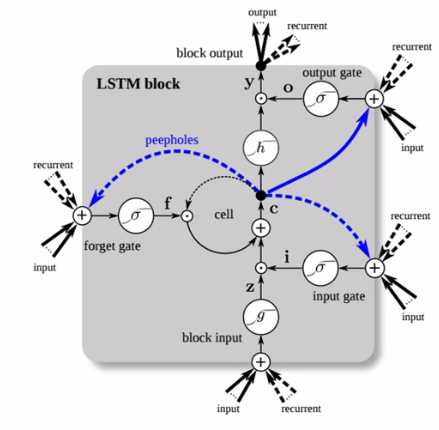 output
recurrent
block output
LSTM block
y
o
output gate
σ
recurrent
input
h
peepholes
recurrent
f
σ
cell
c
forget gate
input
recurrent
i
σ
z
input gate
g
input
block input
input
recurrent